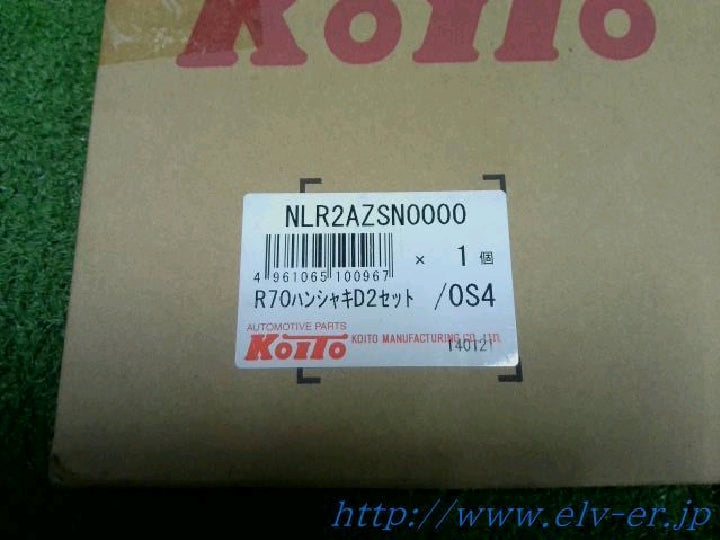 KOITO
NLR2AZSN0000
4 961065 100967 × 1 個
R70ハンシャキD2セット /OS4
AUTOMOTIVE PARTS
KOITO KOITO MANUFACTURING CO., LTD.
140121
http://www.elv-er.jp